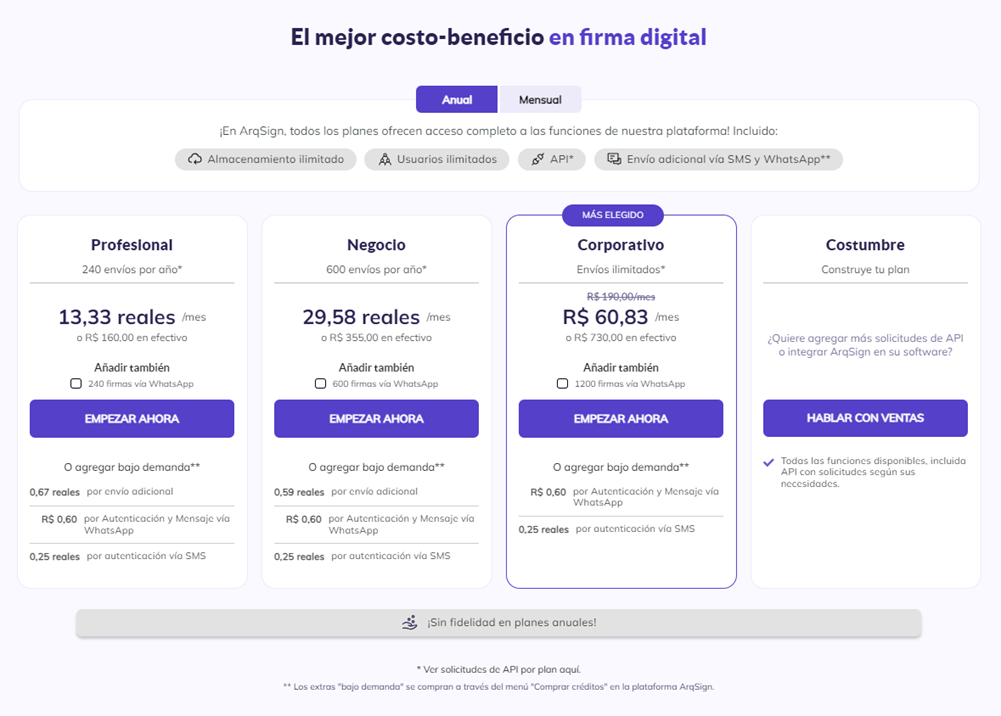 El mejor costo-beneficio en firma digital
Anual
Mensual
¡En ArqSign, todos los planes ofrecen acceso completo a las funciones de nuestra plataforma! Incluido:
Almacenamiento ilimitado
Usuarios ilimitados
API*
Envío adicional vía SMS y WhatsApp**
Profesional
240 envíos por año*
13,33 reales /mes
o R$ 160,00 en efectivo
Añadir también
240 firmas vía WhatsApp
EMPEZAR AHORA
O agregar bajo demanda**
0,67 reales por envío adicional
R$ 0,60 por Autenticación y Mensaje vía
WhatsApp
0,25 reales por autenticación vía SMS
Negocio
600 envíos por año*
29,58 reales /mes
o R$ 355,00 en efectivo
Añadir también
600 firmas vía WhatsApp
EMPEZAR AHORA
O agregar bajo demanda**
0,59 reales por envío adicional
R$ 0,60 por Autenticación y Mensaje vía
WhatsApp
0,25 reales por autenticación vía SMS
MÁS ELEGIDO
Corporativo
Envíos ilimitados*
R$ 190,00/mes
R$ 60,83 /mes
o R$ 730,00 en efectivo
Añadir también
1200 firmas vía WhatsApp
EMPEZAR AHORA
O agregar bajo demanda**
R$ 0,60 por Autenticación y Mensaje vía
WhatsApp
0,25 reales por autenticación vía SMS
Costumbre
Construye tu plan
¿Quiere agregar más solicitudes de API
o integrar ArqSign en su software?
HABLAR CON VENTAS
Todas las funciones disponibles, incluida
API con solicitudes según sus
necesidades.
¡Sin fidelidad en planes anuales!
* Ver solicitudes de API por plan aquí.
** Los extras "bajo demanda" se compran a través del menú "Comprar créditos" en la plataforma ArqSign.